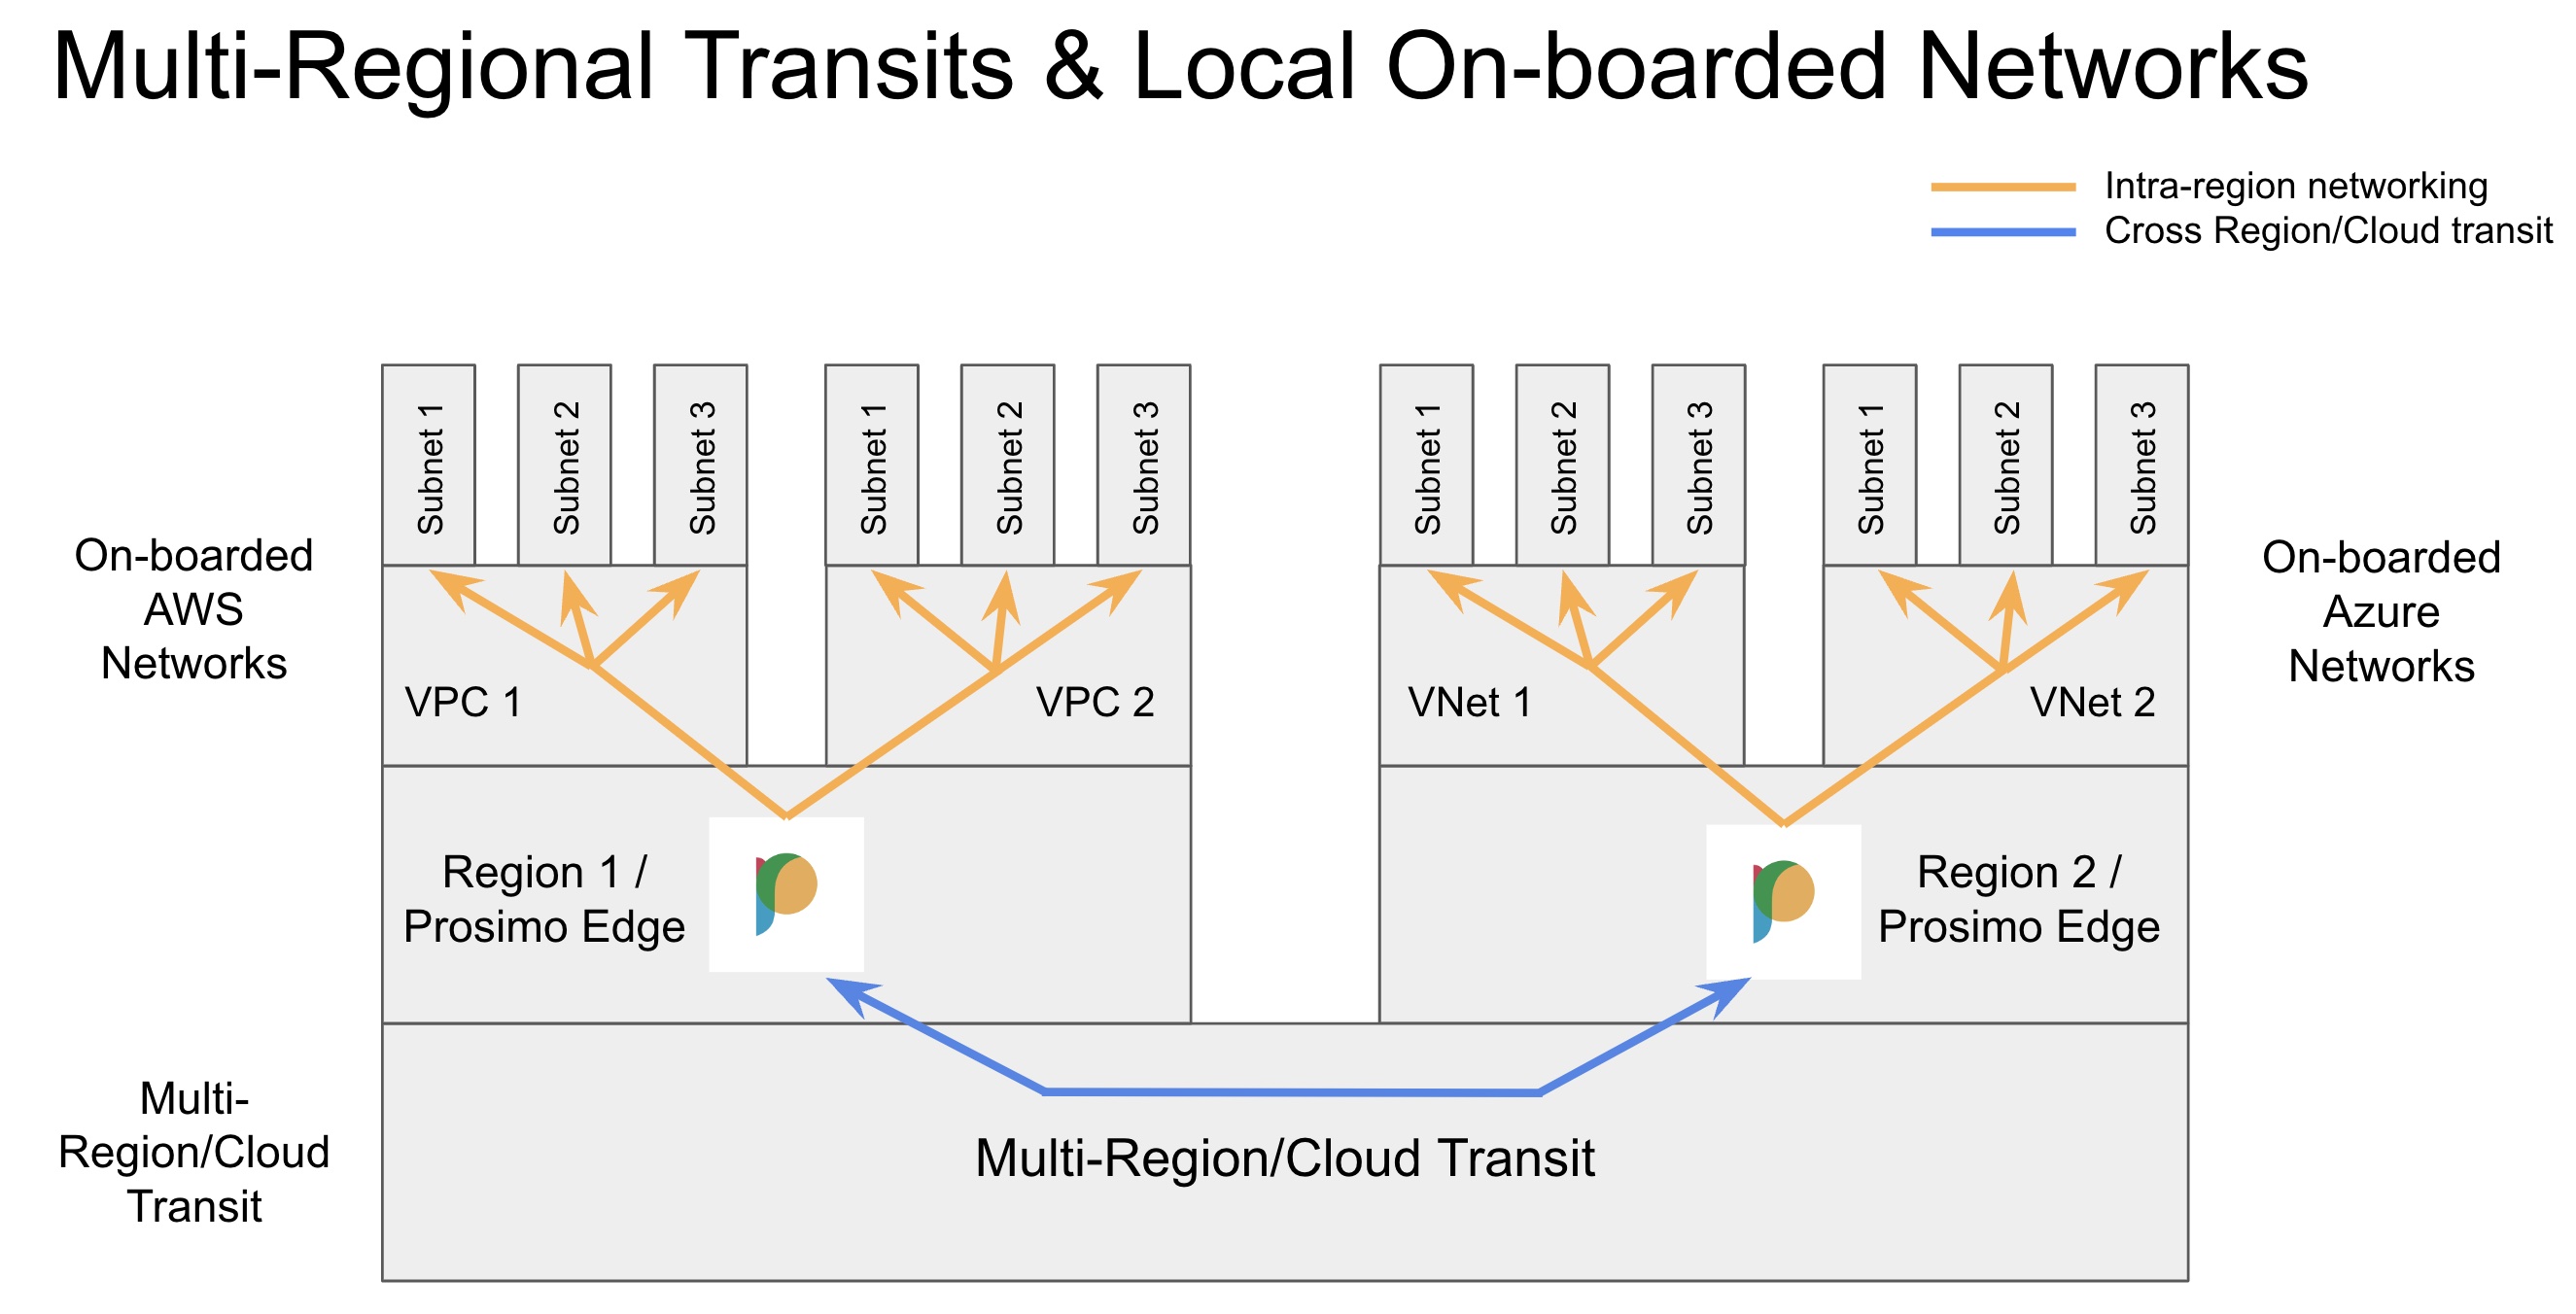 Multi-Regional Transits & Local On-boarded Networks
Intra-region networking
Cross Region/Cloud transit
Subnet 1
Subnet 2
Subnet 3
Subnet 1
Subnet 2
Subnet 3
Subnet 1
Subnet 2
Subnet 3
Subnet 1
Subnet 2
Subnet 3
On-boarded
AWS
Networks
VPC 1
VPC 2
VNet 1
VNet 2
On-boarded
Azure
Networks
Region 1 /
Prosimo Edge
Region 2 /
Prosimo Edge
Multi-
Region/Cloud
Transit
Multi-Region/Cloud Transit